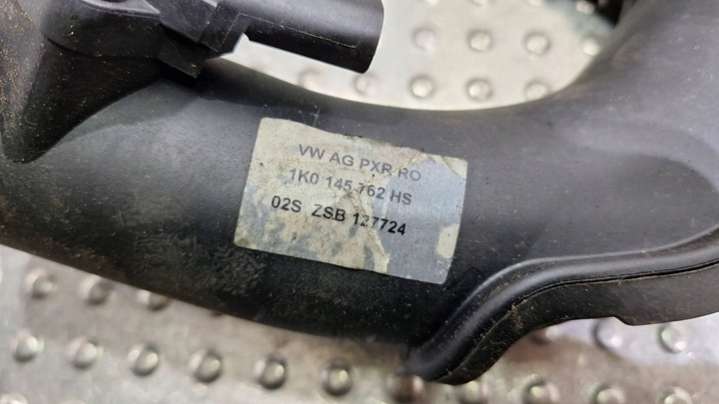 VW AG PXR RO
1K0 145 762 HS
02S ZSB 127724